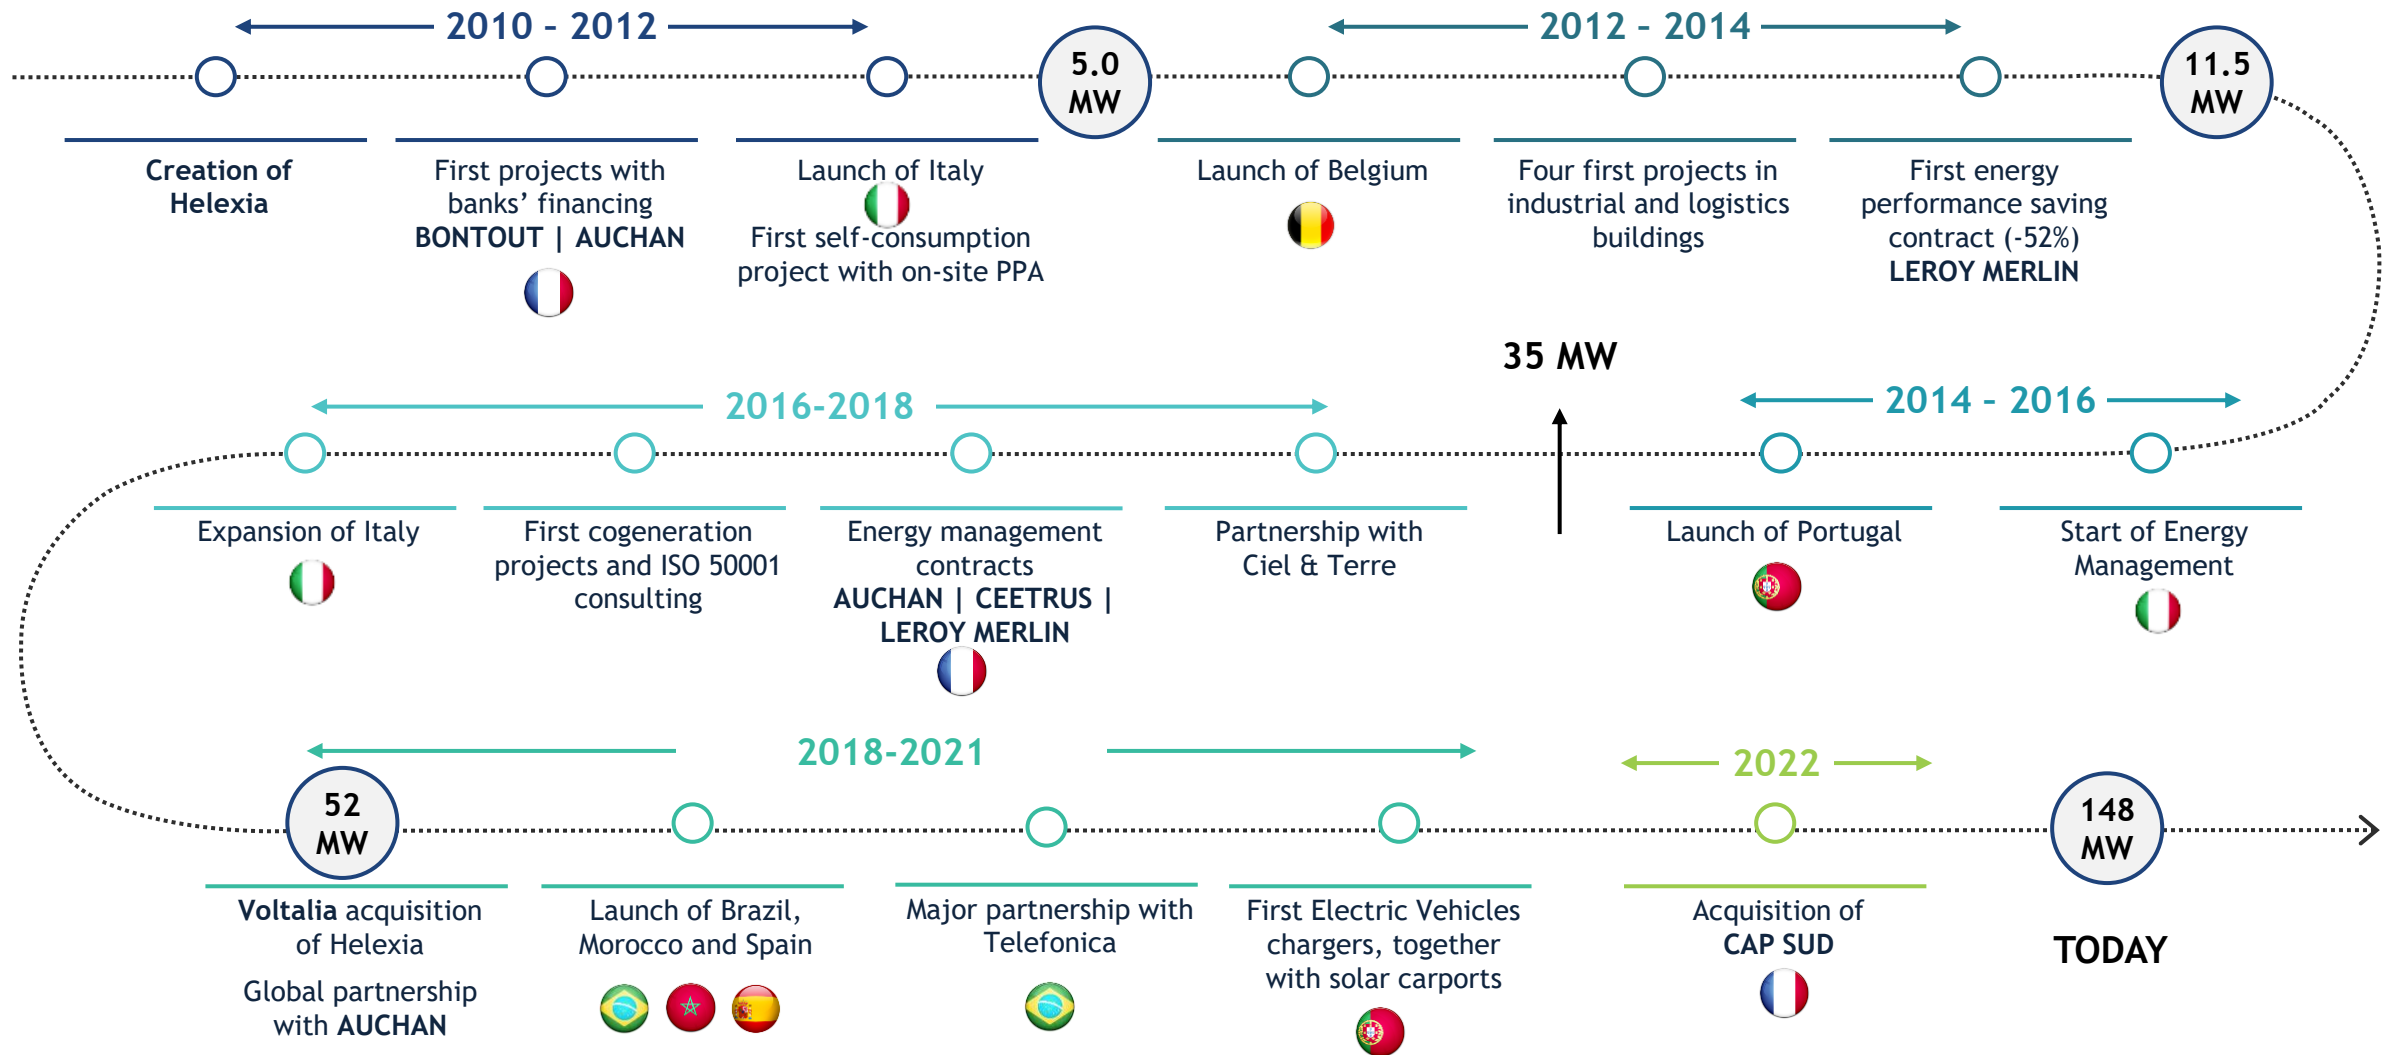 2010 – 2012
5.0
MW
2012 – 2014
11.5
MW
Creation of
Helexia
First projects with
banks’ financing
BONTOUT | AUCHAN
Launch of Italy
First self-consumption
project with on-site PPA
Launch of Belgium
Four first projects in
industrial and logistics
buildings
First energy
performance saving
contract (-52%)
LEROY MERLIN
35 MW
2016-2018
2014 – 2016
Expansion of Italy
First cogeneration
projects and ISO 50001
consulting
Energy management
contracts
AUCHAN | CEETRUS |
LEROY MERLIN
Partnership with
Ciel & Terre
Launch of Portugal
Start of Energy
Management
2018-2021
2022
52
MW
148
MW
Voltalia acquisition
of Helexia
Global partnership
with AUCHAN
Launch of Brazil,
Morocco and Spain
Major partnership with
Telefonica
First Electric Vehicles
chargers, together
with solar carports
Acquisition of
CAP SUD
TODAY